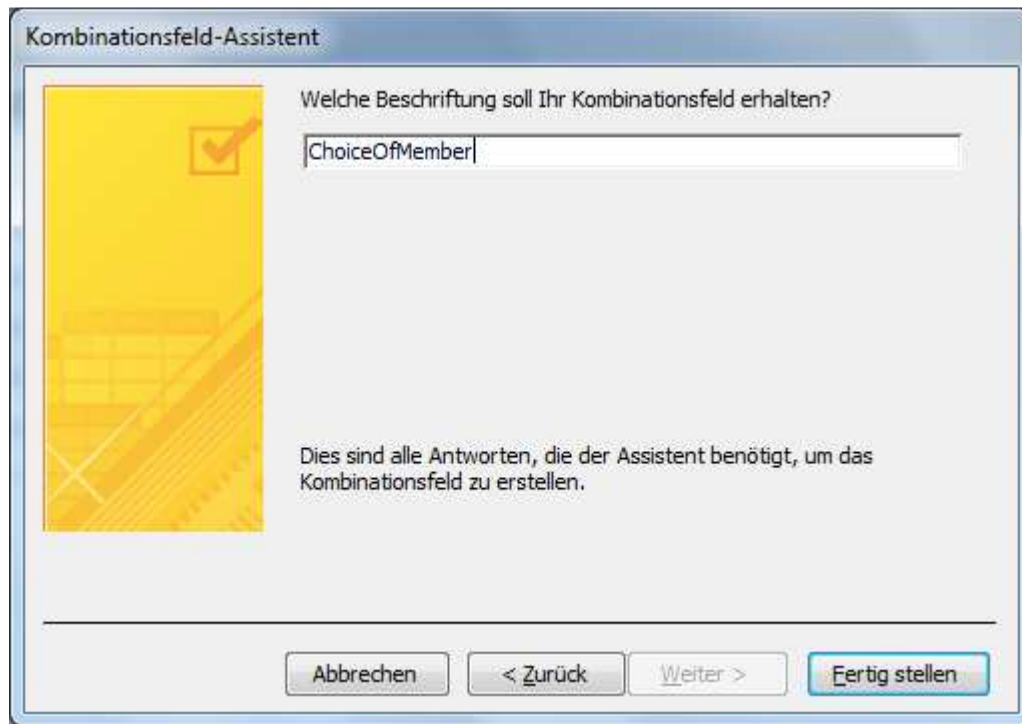 Kombinationsfeld-Assistent
Welche Beschriftung soll Ihr Kombinationsfeld erhalten?
ChoiceOfMember
Dies sind alle Antworten, die der Assistent benötigt, um das
Kombinationsfeld zu erstellen.
Abbrechen
< Zurück
Weiter >
Fertig stellen